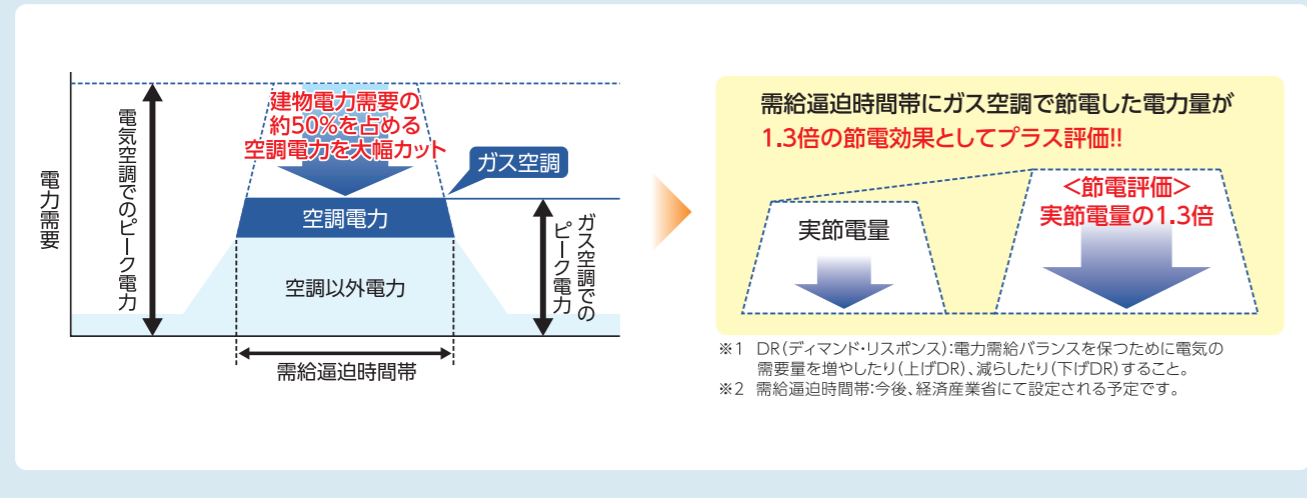 電力需要
電気空調でのピーク電力
建物電力需要の
約50%を占める
空調電力を大幅カット
ガス空調
空調電力
空調以外電力
ガス空調での
ピーク電力
需給逼迫時間帯
需給逼迫時間帯にガス空調で節電した電力量が
1.3倍の節電効果としてプラス評価!!
実節電量
<節電評価>
実節電量の1.3倍
※1 DR(ディマンド・リスポンス):電力需給バランスを保つために電気の
需要量を増やしたり(上げDR)、減らしたり(下げDR)すること。
※2 需給逼迫時間帯:今後、経済産業省にて設定される予定です。